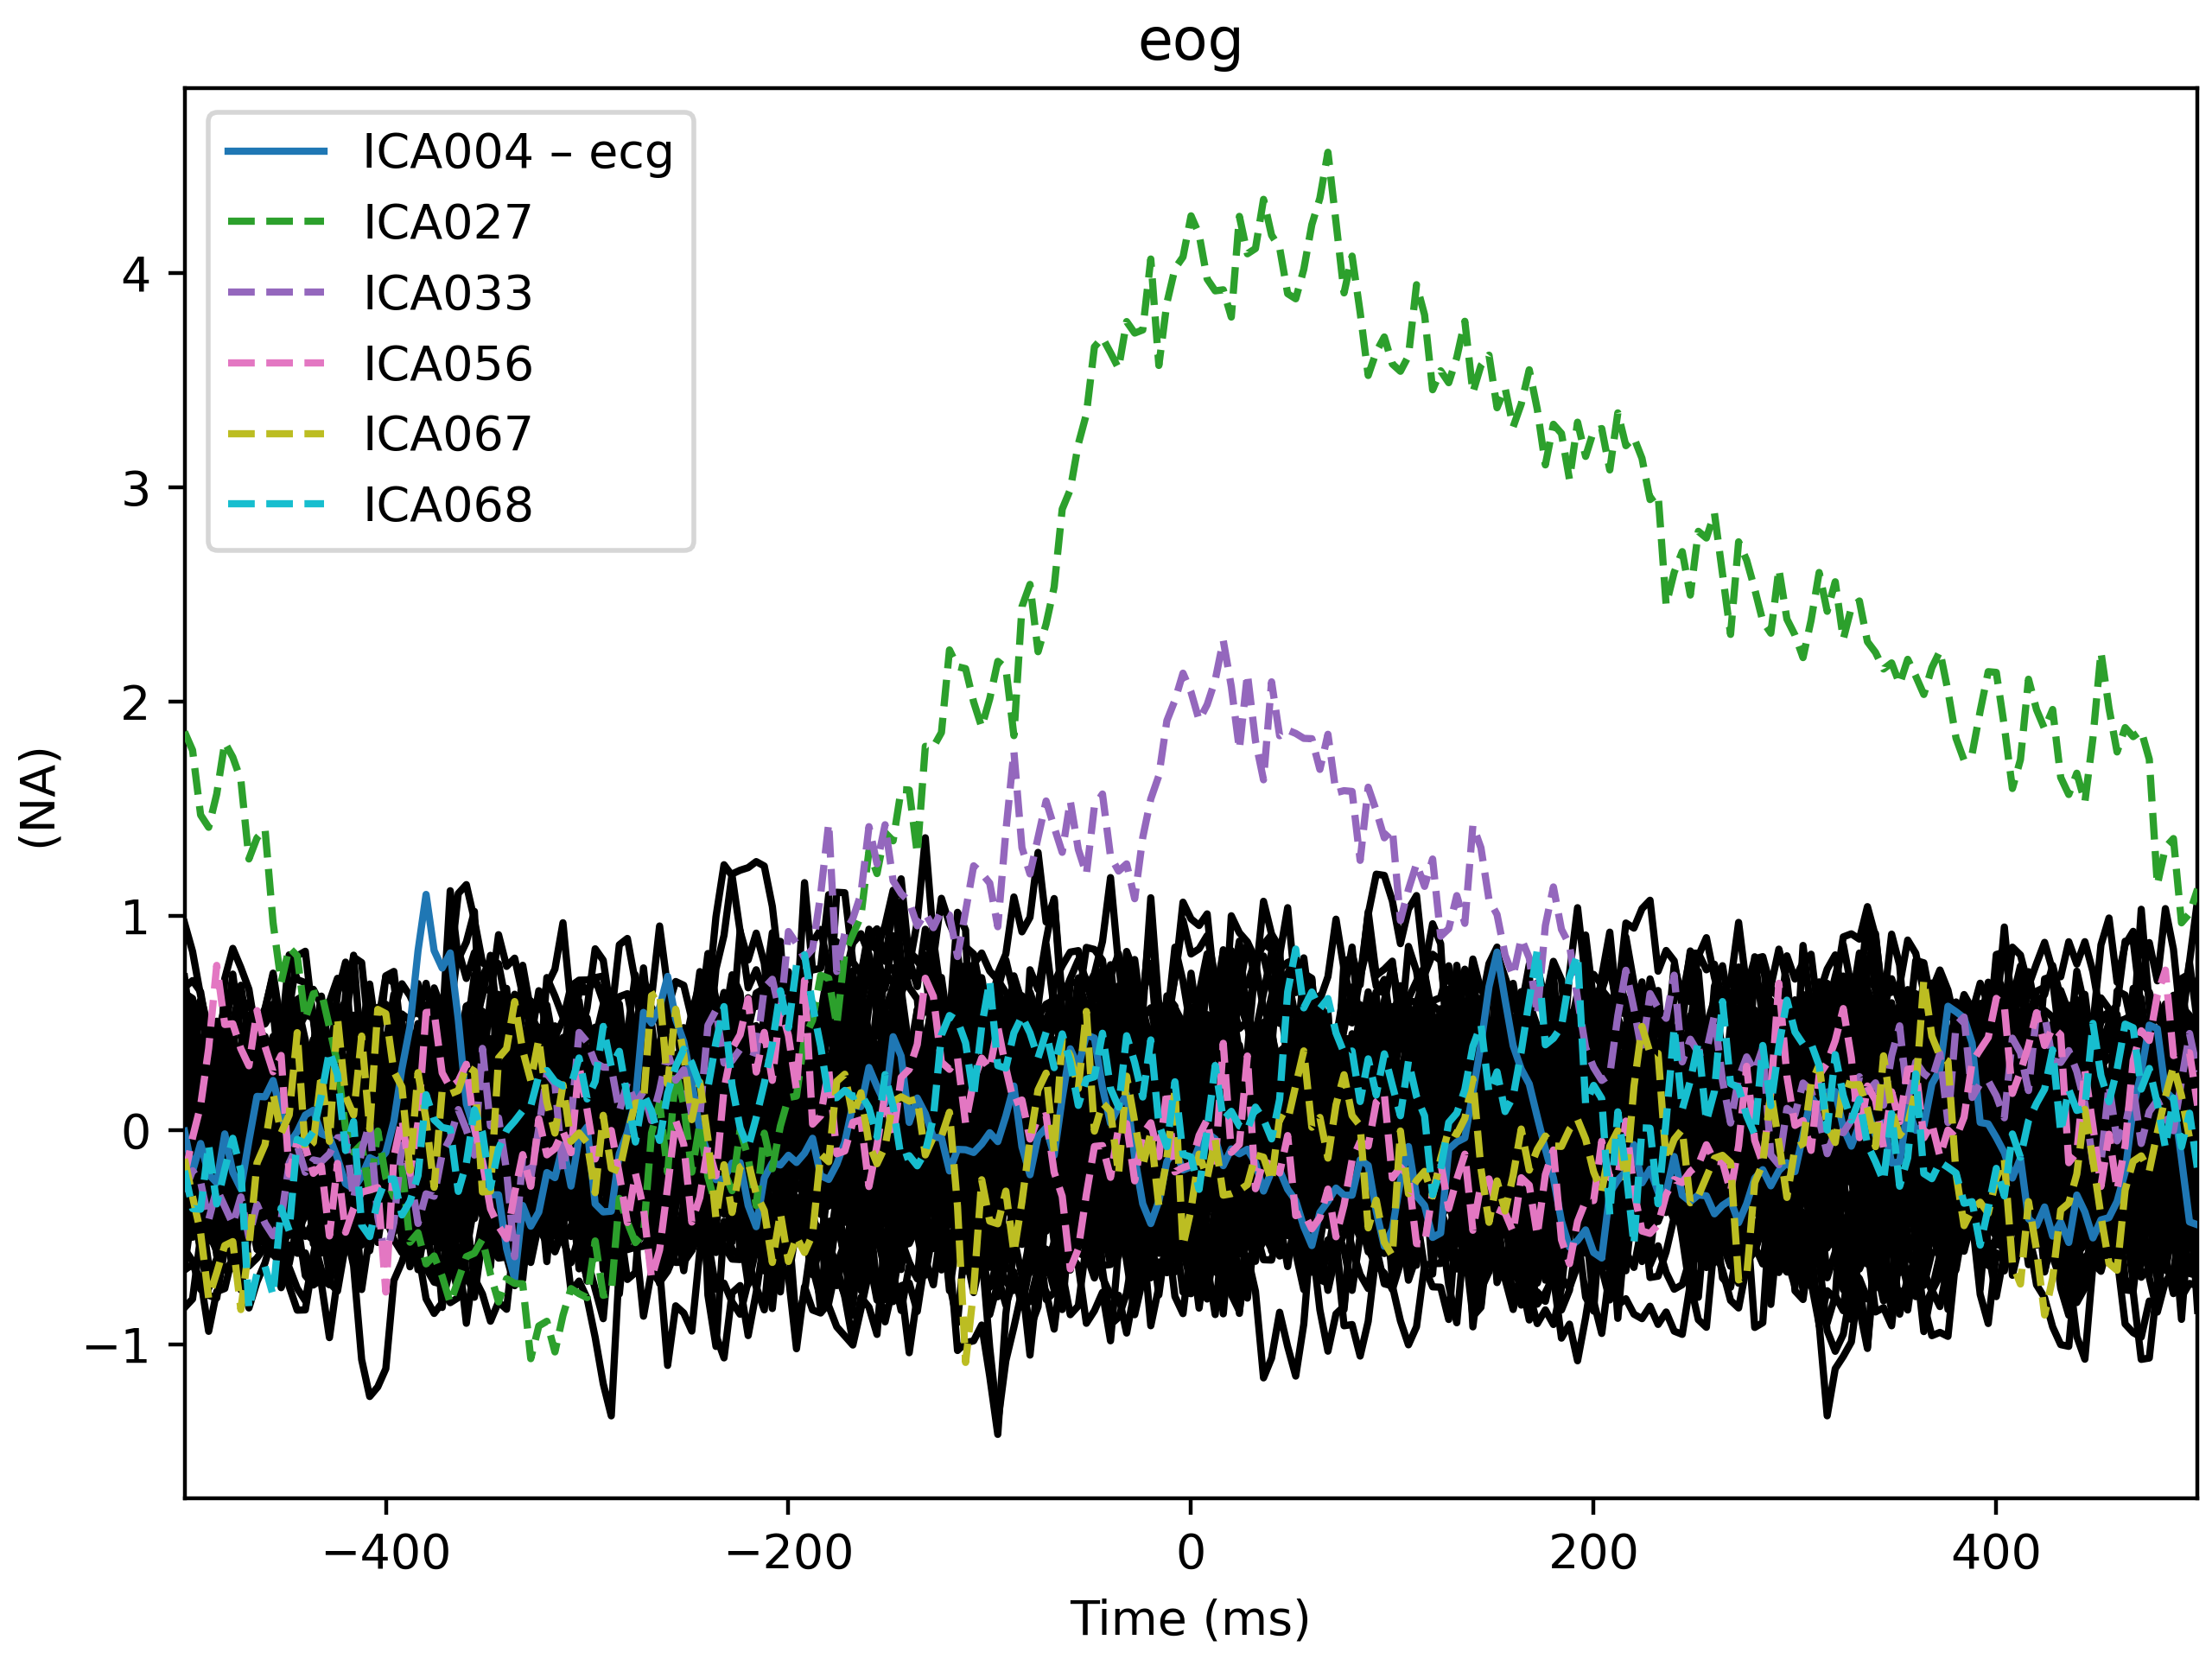 eog
ICA004 – ecg
ICA027
ICA033
ICA056
ICA067
ICA068
4
3
2
1
0
−1
(NA)
−400
−200
0
200
400
Time (ms)